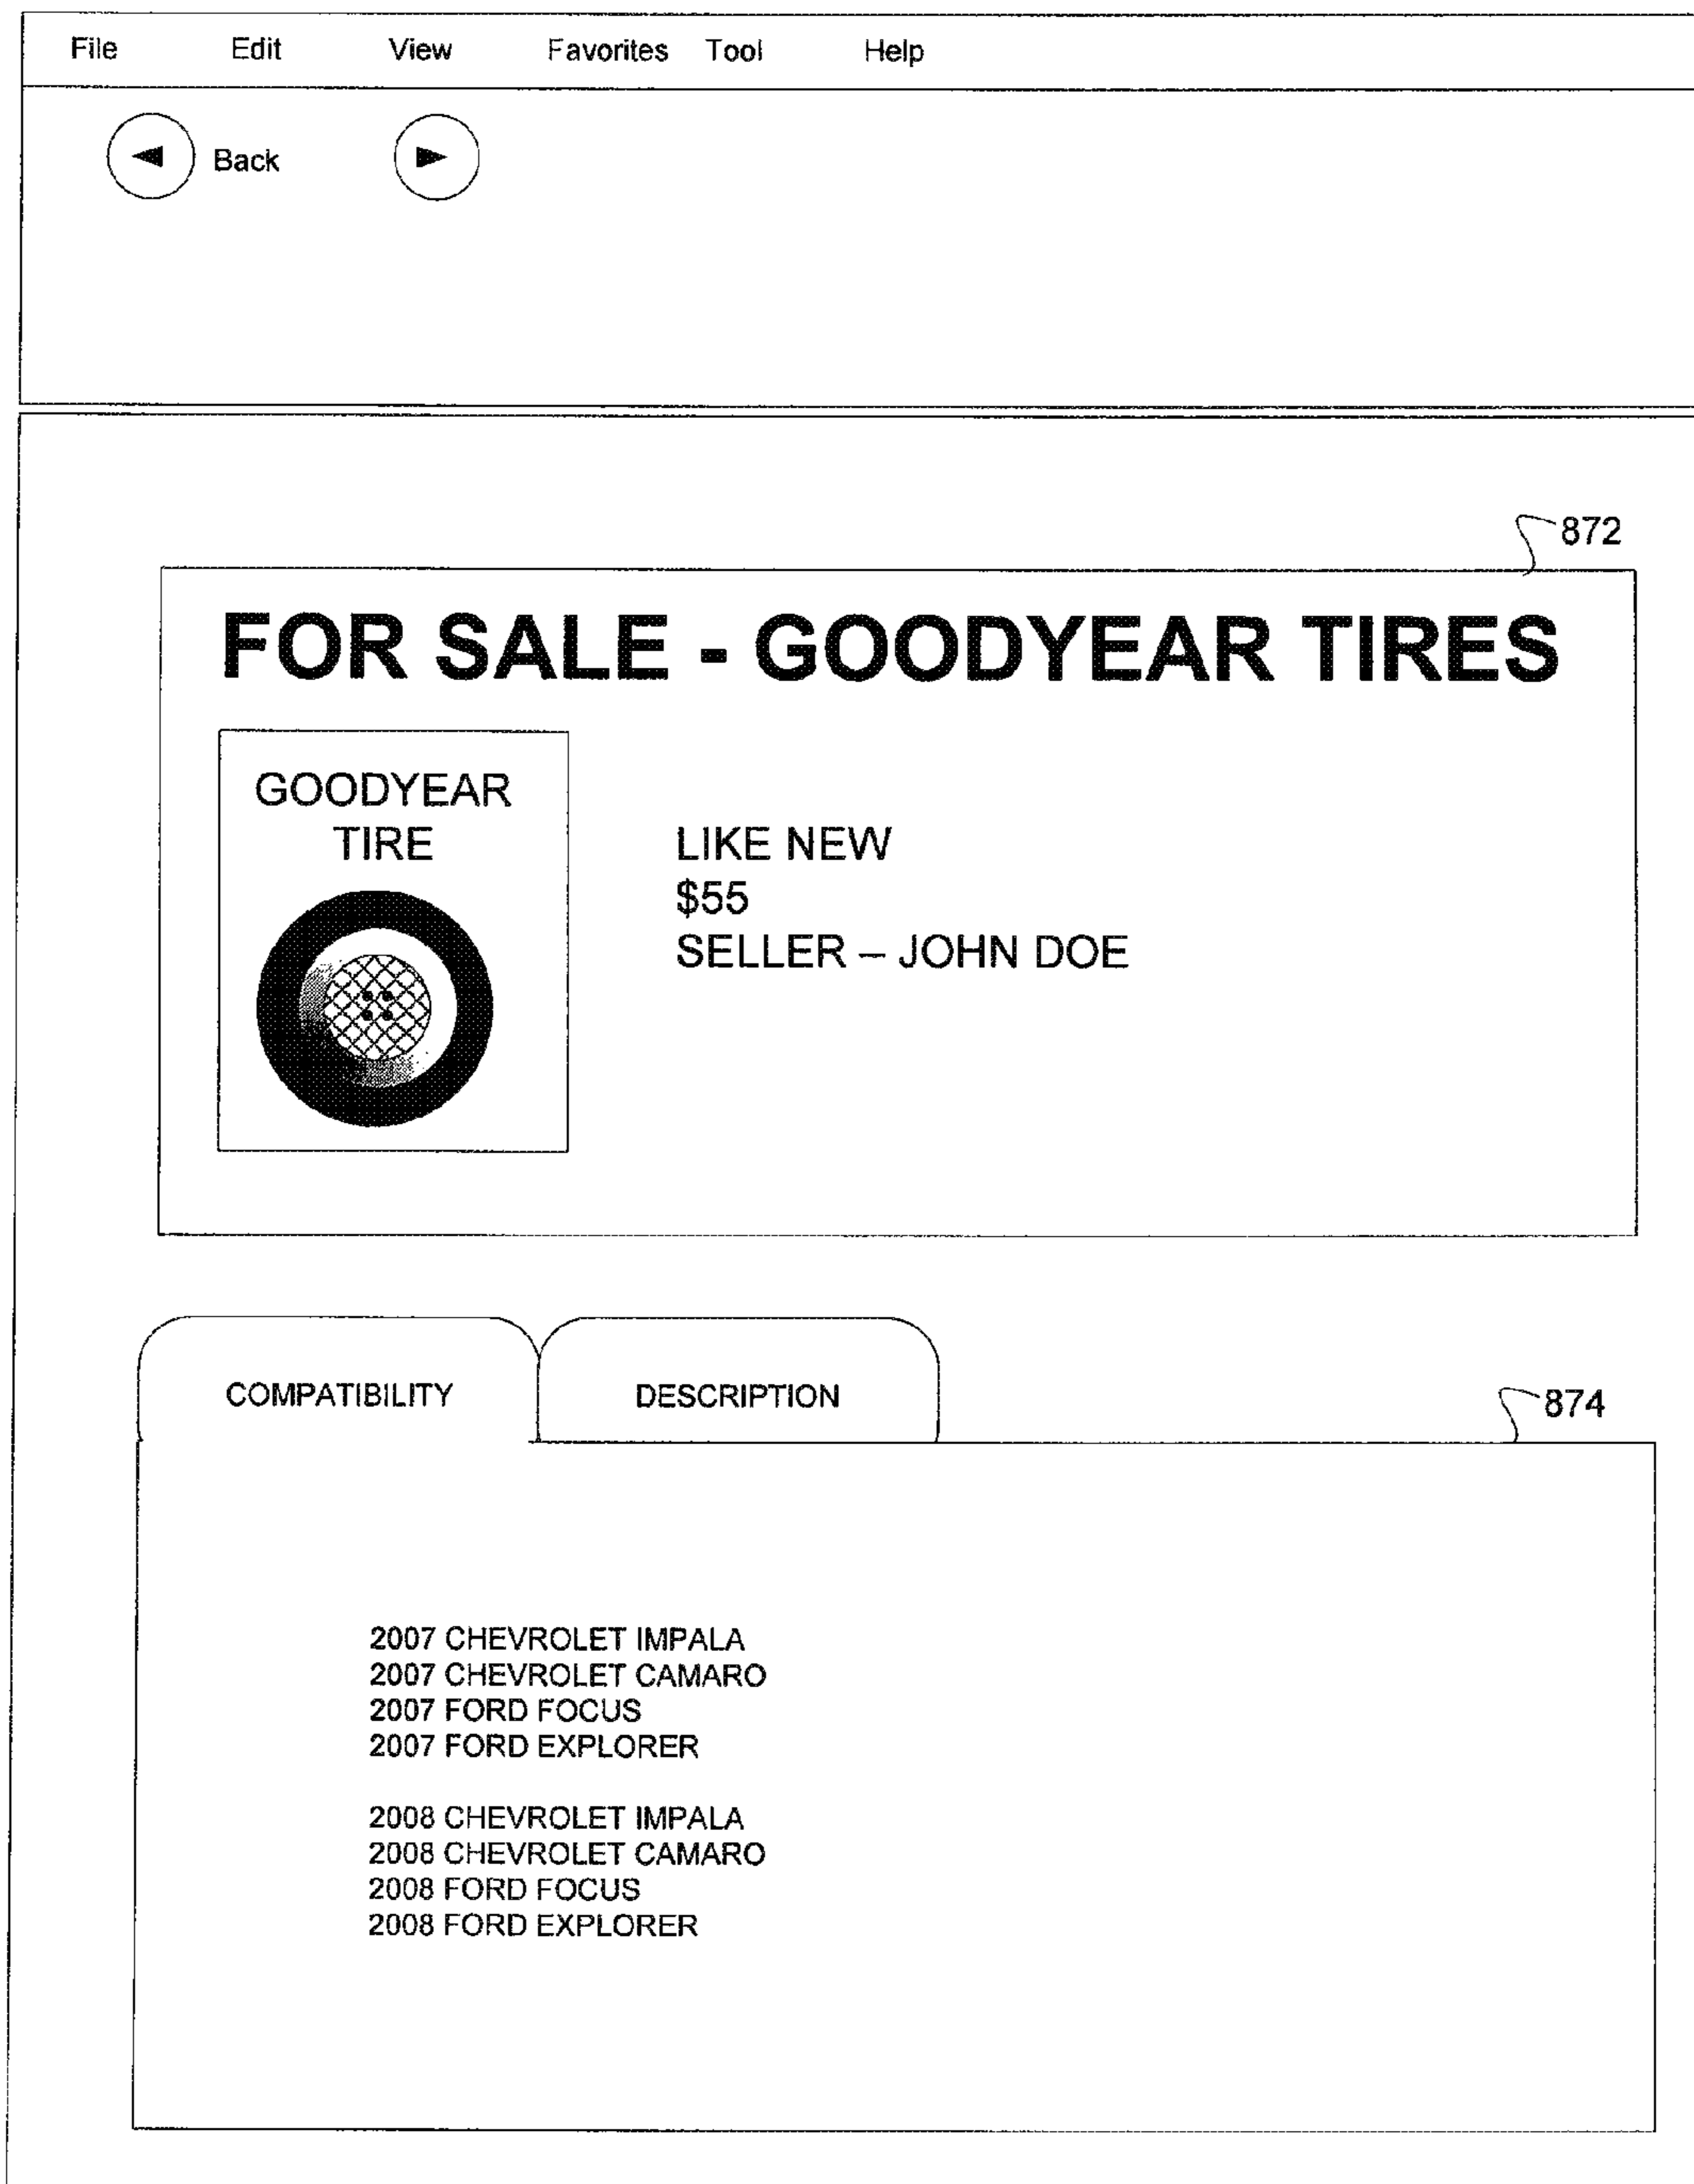 File Edit View Favorites Tool Help
Back
872
FOR SALE - GOODYEAR TIRES
GOODYEAR
TIRE
LIKE NEW
$55
SELLER – JOHN DOE
COMPATIBILITY DESCRIPTION
874
2007 CHEVROLET IMPALA
2007 CHEVROLET CAMARO
2007 FORD FOCUS
2007 FORD EXPLORER
2008 CHEVROLET IMPALA
2008 CHEVROLET CAMARO
2008 FORD FOCUS
2008 FORD EXPLORER